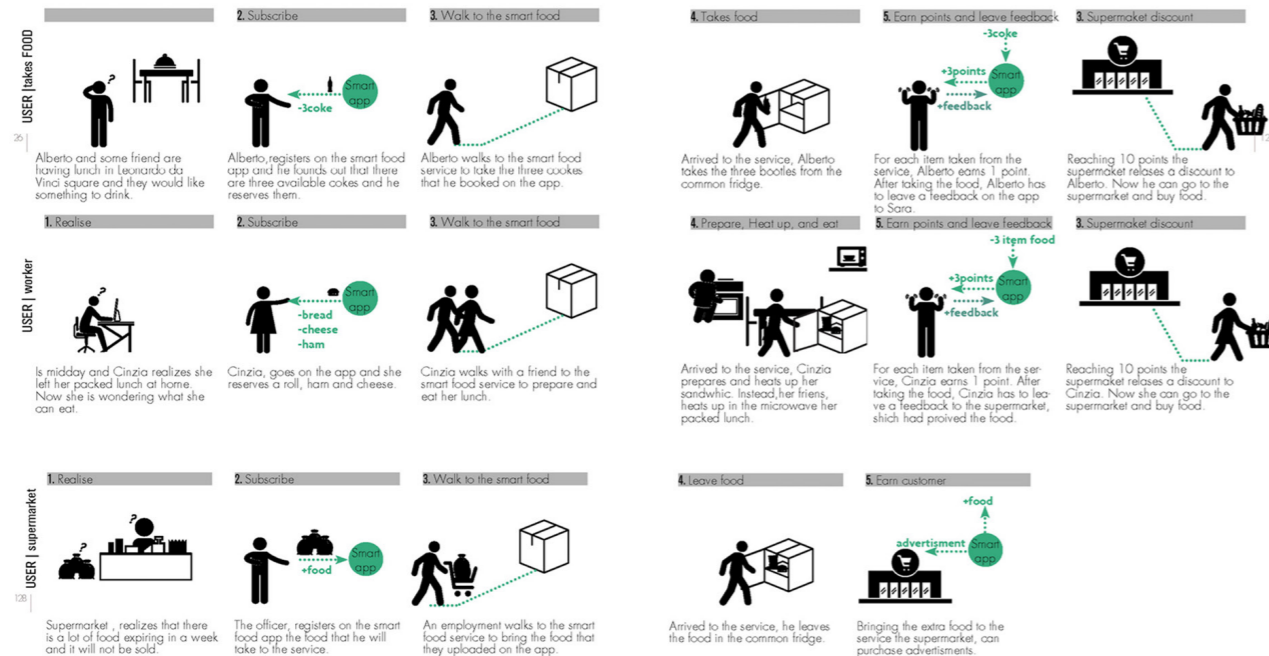 USER | takes FOOD
2. Subscribe
3. Walk to the smart food
4. Takes food
5. Earn points and leave feedback
3. Supermaket discount
?
-3coke
Smart
app
-3coke
+3points
Smart
app
+feedback
26
Alberto and some friend are
having lunch in Leonardo da
Vinci square and they would like
something to drink.
Alberto,registers on the smart food
app and he founds out that there
are three available cokes and he
reserves them.
Alberto walks to the smart food
service to take the three cookes
that he booked on the app.
Arrived to the service, Alberto
takes the three bootles from the
common fridge.
For each item taken from the
service, Alberto earns 1 point.
After taking the food, Alberto has
to leave a feedback on the app
to Sara.
Reaching 10 points the
supermaket relases a discount to
Alberto. Now he can go to the
supermarket and buy food.
USER | worker
1. Realise
2. Subscribe
3. Walk to the smart food
4. Prepare, Heat up, and eat
5. Earn points and leave feedback
3. Supermaket discount
?
Smart
app
-bread
-cheese
-ham
-3 item food
+3points
Smart
app
+feedback
Is midday and Cinzia realizes she
left her packed lunch at home.
Now she is wondering what she
can eat.
Cinzia, goes on the app and she
reserves a roll, ham and cheese.
Cinzia walks with a friend to the
smart food service to prepare and
eat her lunch.
Arrived to the service, Cinzia
prepares and heats up her
sandwhic. Instead,her friens,
heats up in the microwave her
packed lunch.
For each item taken from the ser-
vice, Cinzia earns 1 point. After
taking the food, Cinzia has to lea-
ve a feedback to the supermarket,
shich had proived the food.
Reaching 10 points the
supermaket relases a discount to
Cinzia. Now she can go to the
supermarket and buy food.
USER | supermarket
1. Realise
2. Subscribe
3. Walk to the smart food
4. Leave food
5. Earn customer
?
?
+food
Smart
app
+food
advertisment
Smart
app
128
Supermarket , realizes that there
is a lot of food expiring in a week
and it will not be sold.
The officer, registers on the smart
food app the food that he will
take to the service.
An employment walks to the smart
food service to bring the food that
they uploaded on the app.
Arrived to the service, he leaves
the food in the common fridge.
Bringing the extra food to the
service the supermarket, can
purchase advertisments.